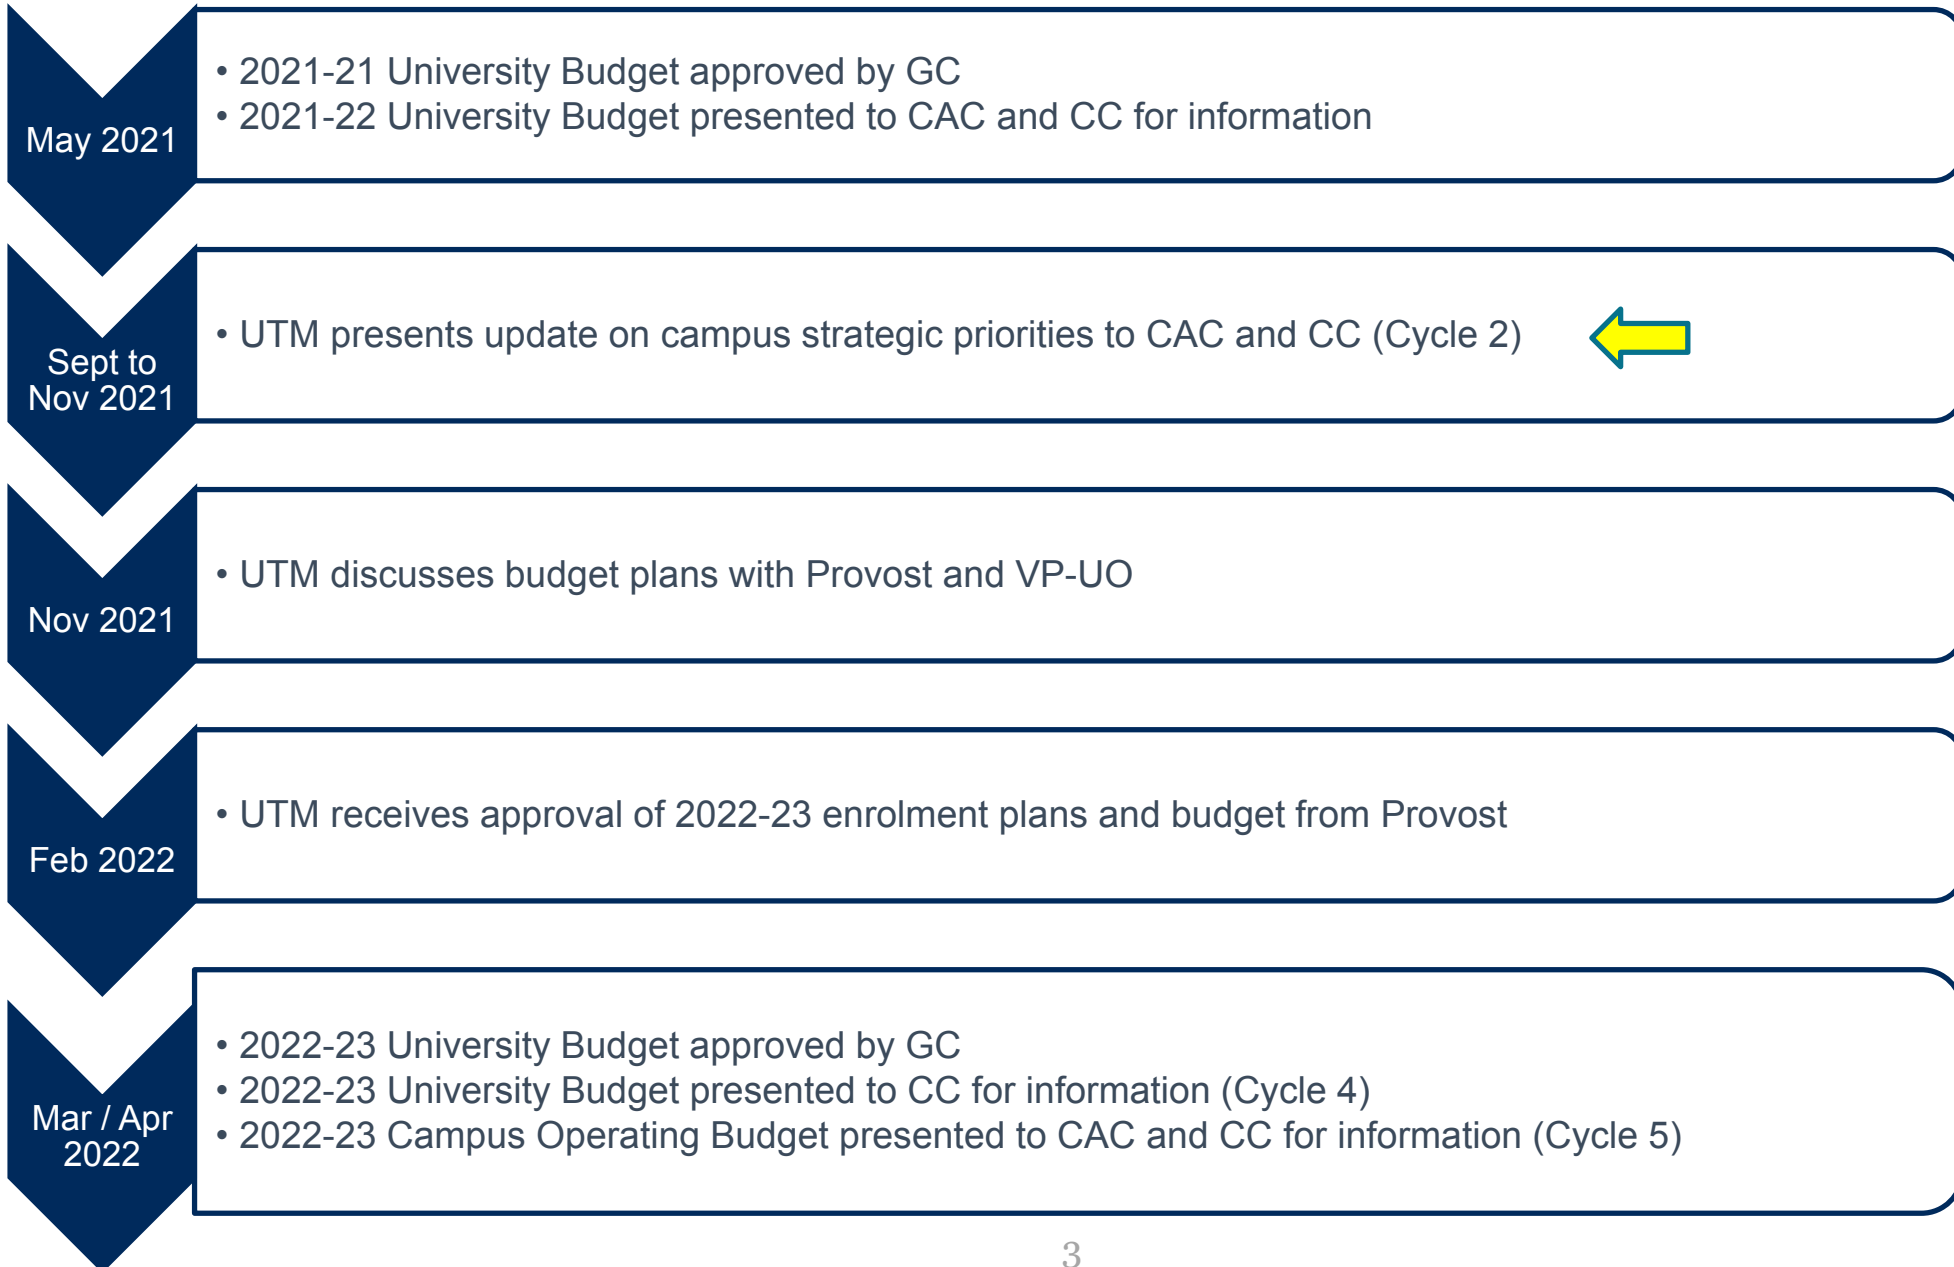 May 2021
• 2021-21 University Budget approved by GC
• 2021-22 University Budget presented to CAC and CC for information
Sept to
Nov 2021
• UTM presents update on campus strategic priorities to CAC and CC (Cycle 2)
Nov 2021
• UTM discusses budget plans with Provost and VP-UO
Feb 2022
• UTM receives approval of 2022-23 enrolment plans and budget from Provost
Mar / Apr
2022
• 2022-23 University Budget approved by GC
• 2022-23 University Budget presented to CC for information (Cycle 4)
• 2022-23 Campus Operating Budget presented to CAC and CC for information (Cycle 5)
3